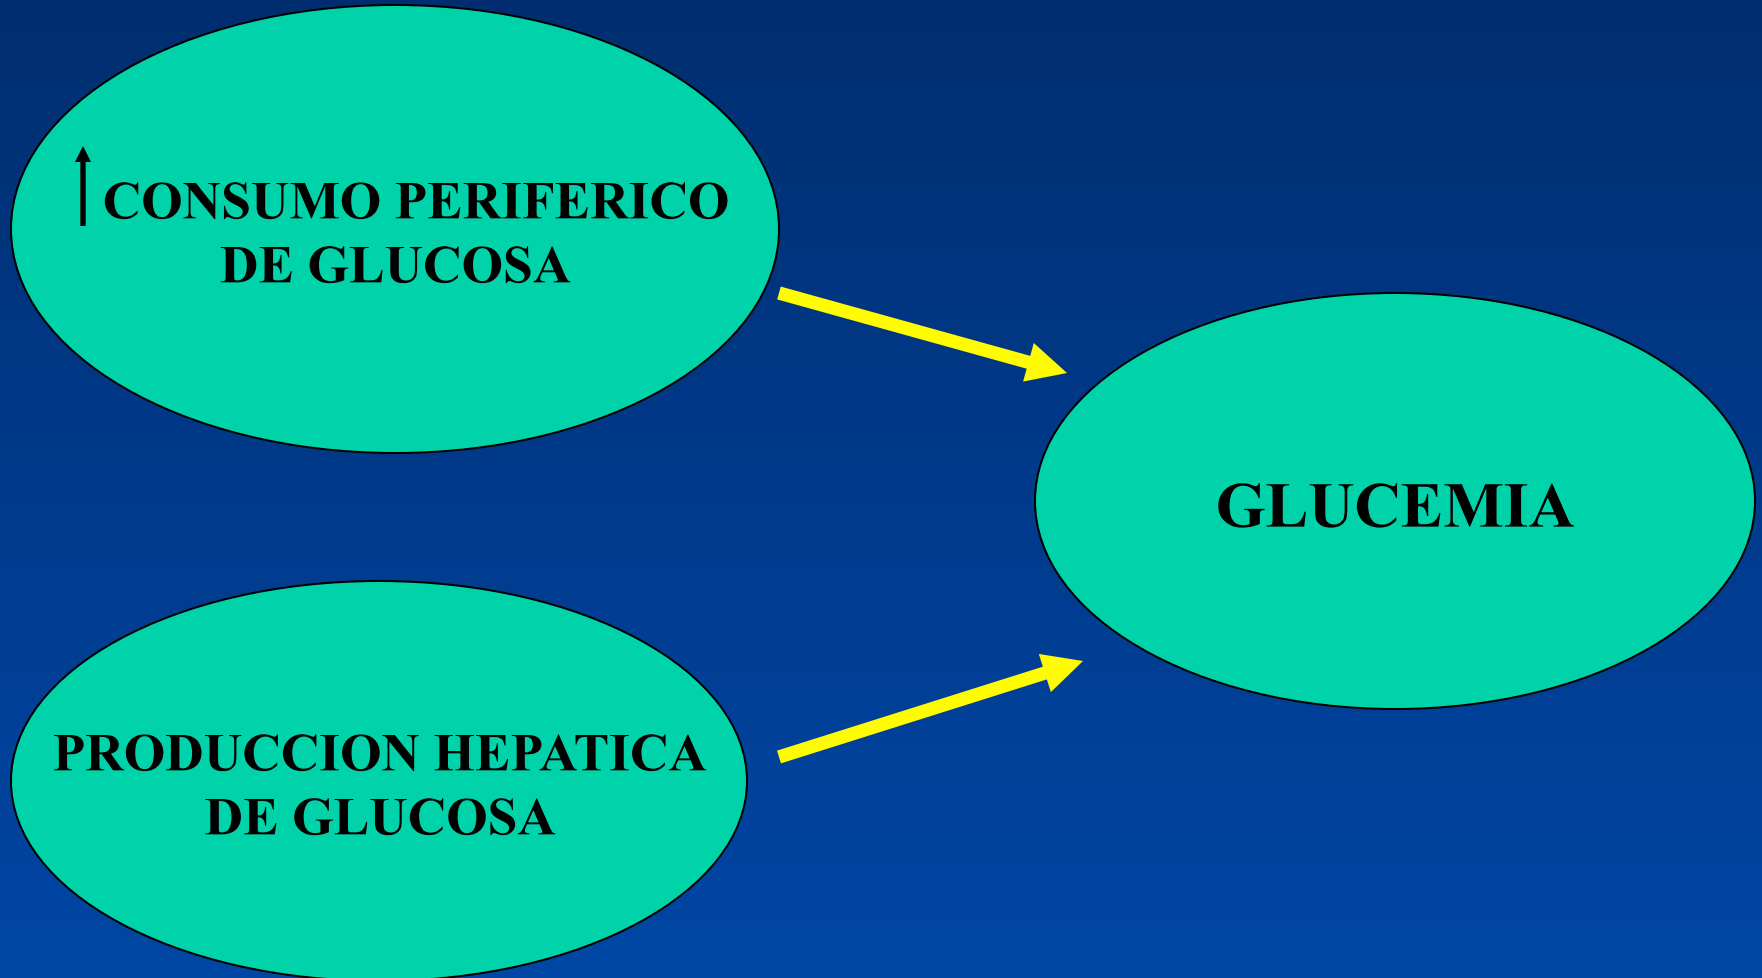 CONSUMO PERIFERICO
DE GLUCOSA
GLUCEMIA
PRODUCCION HEPATICA
DE GLUCOSA